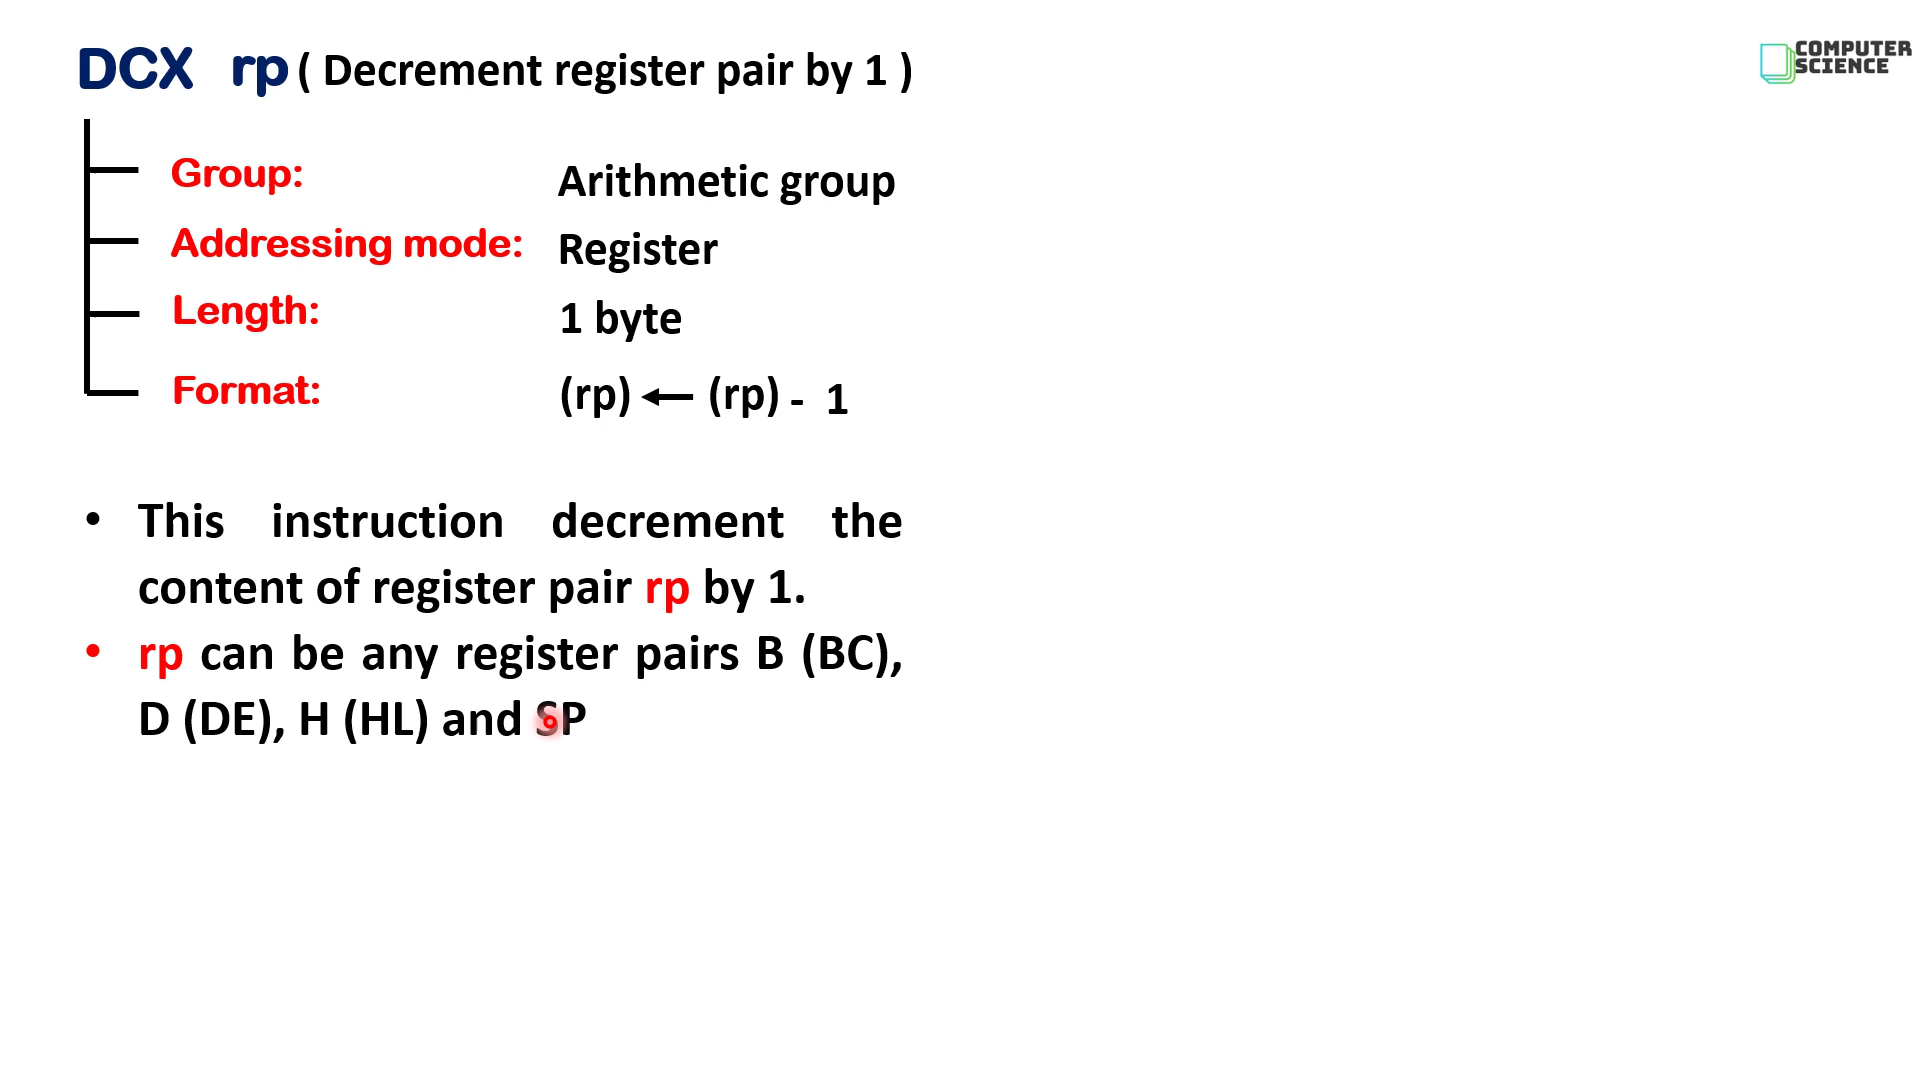 DCX rp ( Decrement register pair by 1 )
COMPUTER
SCIENCE
Group: Arithmetic group
Addressing mode: Register
Length: 1 byte
Format: (rp) ← (rp) - 1
• This instruction decrement the
content of register pair rp by 1.
• rp can be any register pairs B (BC),
D (DE), H (HL) and SP